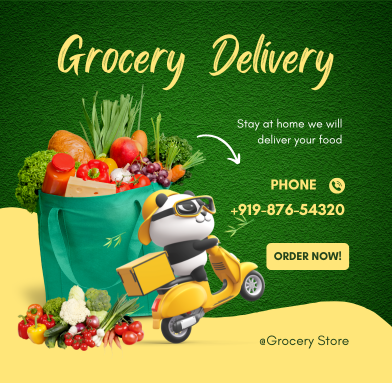 Grocery Delivery
Stay at home we will
deliver your food
PHONE
+919-876-54320
ORDER NOW!
@Grocery Store